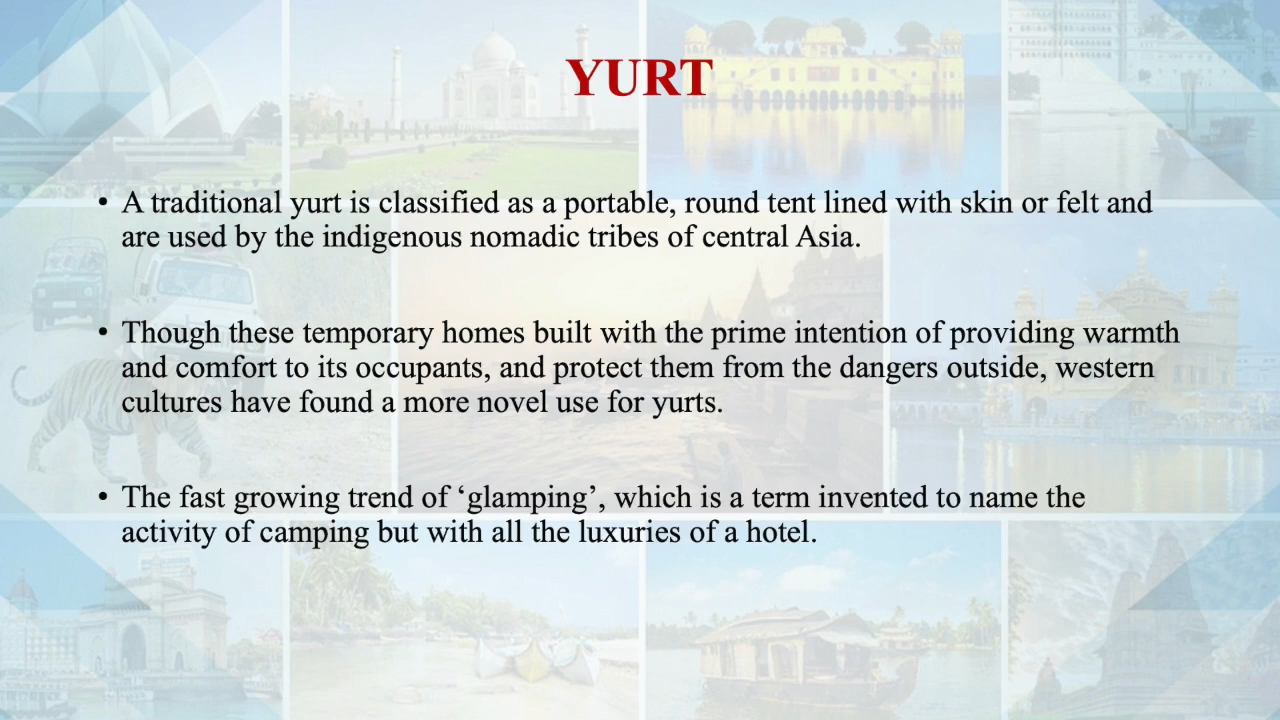 YURT
• A traditional yurt is classified as a portable, round tent lined with skin or felt and
are used by the indigenous nomadic tribes of central Asia.
• Though these temporary homes built with the prime intention of providing warmth
and comfort to its occupants, and protect them from the dangers outside, western
cultures have found a more novel use for yurts.
• The fast growing trend of ‘glamping’, which is a term invented to name the
activity of camping but with all the luxuries of a hotel.